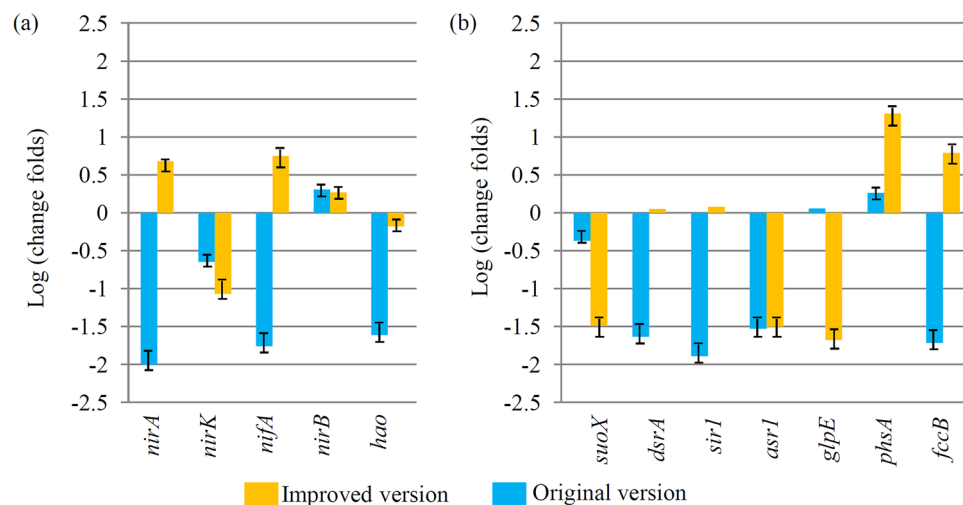 (a)
Log (change folds)
2.5
2
1.5
1
0.5
0
-0.5
-1
-1.5
-2
-2.5
nirA
nirK
nifA
nirB
hao
(b)
Log (change folds)
2.5
2
1.5
1
0.5
0
-0.5
-1
-1.5
-2
-2.5
suoX
dsrA
sir1
asr1
glpE
phsA
fccB
Improved version
Original version